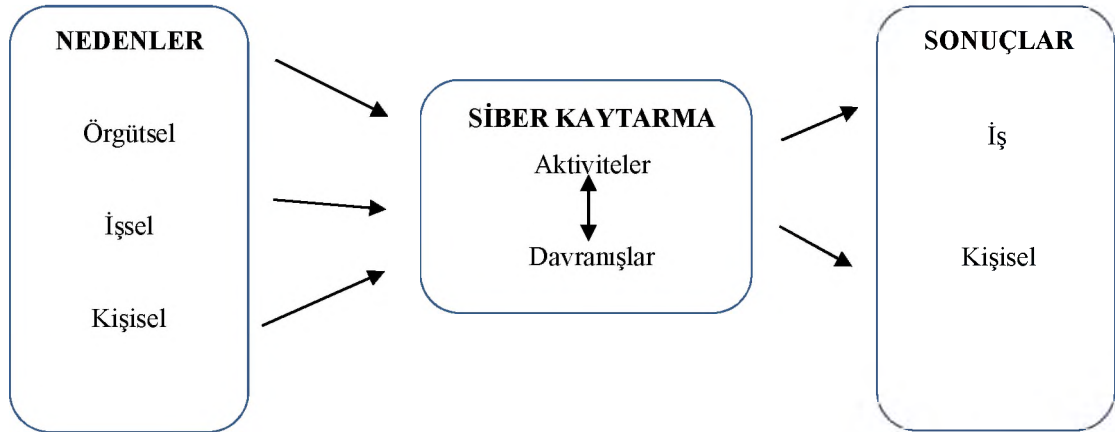 NEDENLER
Örgütsel
İşsel
Kişisel
SİBER KAYTARMA
Aktiviteler
Davranışlar
SONUÇLAR
İş
Kişisel